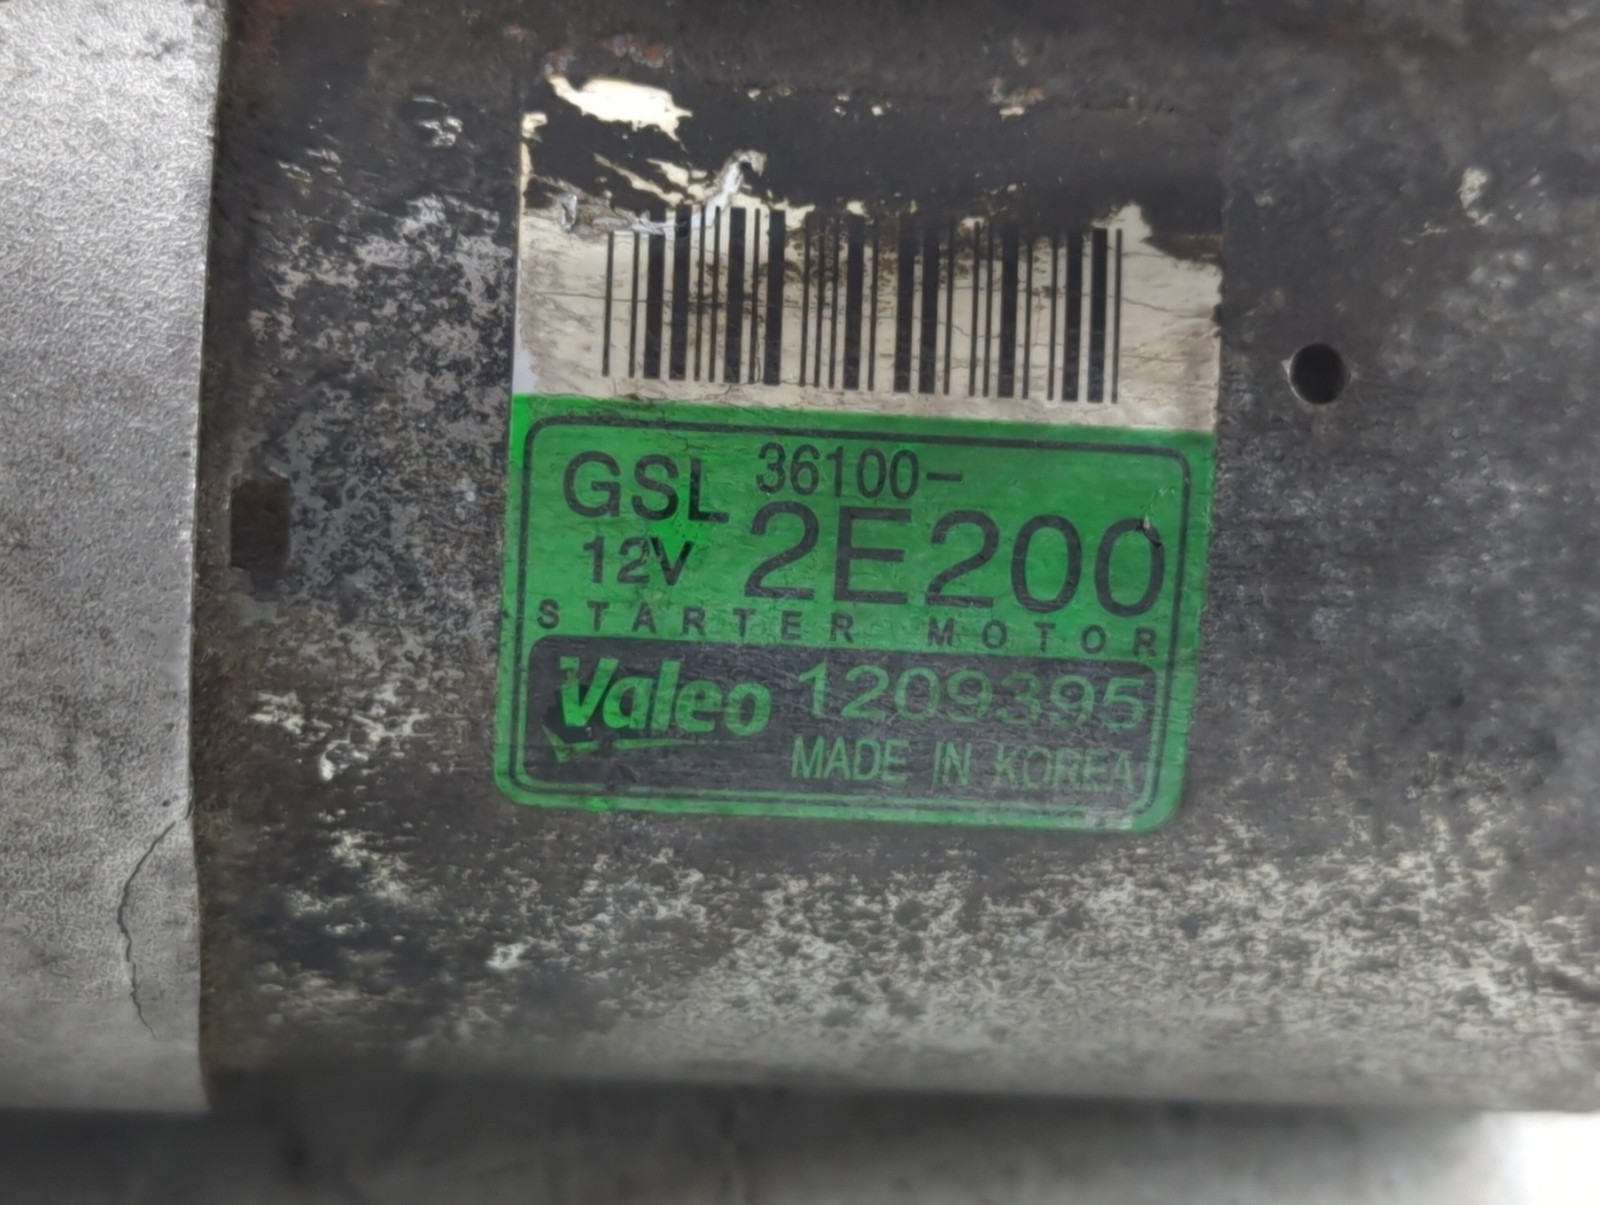 GSL 36100-
12V 2E200
STARTER MOTOR
Valeo 1209395
MADE IN KOREA